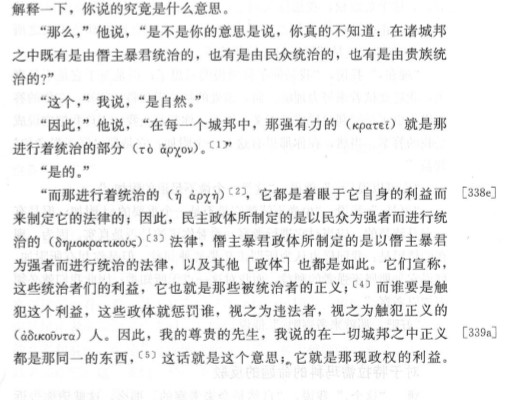 解释一下，你说的究竟是什么意思。
“那么，”他说，“是不是你的意思是说，你真的不知道；在诸城邦
之中既有是由僭主暴君统治的，也有是由民众统治的，也有是由贵族统
治的?”
“这个，”我说，“是自然。”
“因此，”他说，“在每一个城邦中，那强有力的（κρατεῖ）就是那
进行着统治的部分（τὸ ἄρχον）。〔1〕”
“是的。”
“而那进行着统治的（ἡ ἀρχὴ）〔2〕，它都是着眼于它自身的利益而 [338e]
来制定它的法律的；因此，民主政体所制定的是以民众为强者而进行统
治的（δημοκρατικούς）〔3〕法律，僭主暴君政体所制定的是以僭主暴君
为强者而进行统治的法律，以及其他［政体］也都是如此。它们宣称，
这些统治者们的利益，它也就是那些被统治者的正义；〔4〕而谁要是触
犯这个利益，这些政体就惩罚谁，视之为违法者，视之为触犯正义的
（ἀδικοῦντα）人。因此，我的尊贵的先生，我说的在一切城邦之中正义 [339a]
都是那同一的东西，〔5〕这话就是这个意思；它就是那现政权的利益。